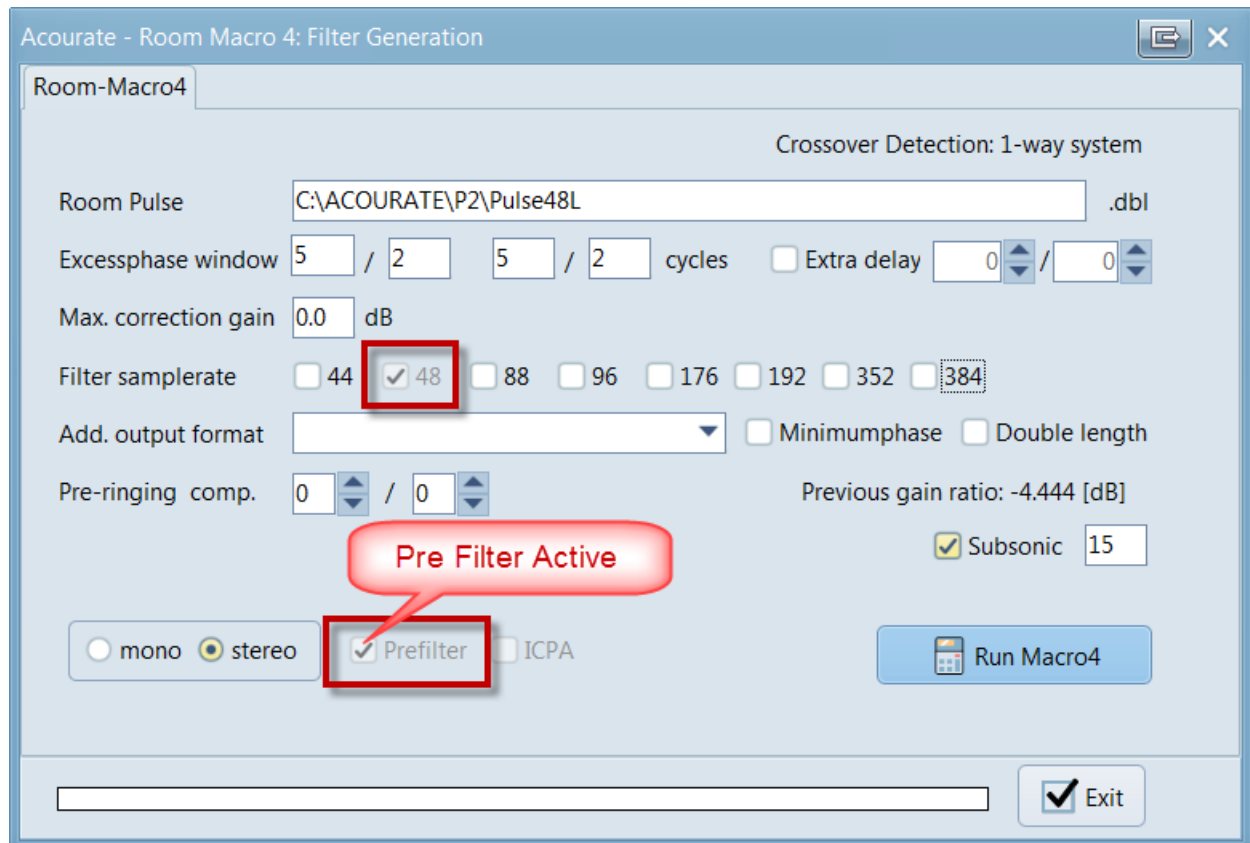 Acourate - Room Macro 4: Filter Generation
Room-Macro4
Crossover Detection: 1-way system
Room Pulse C:\ACOURATE\P2\Pulse48L .dbl
Excessphase window 5 / 2 5 / 2 cycles Extra delay 0 / 0
Max. correction gain 0.0 dB
Filter samplerate 44 48 88 96 176 192 352 384
Add. output format Minimumphase Double length
Pre-ringing comp. 0 / 0 Previous gain ratio: -4.444 [dB]
Subsonic 15
Pre Filter Active
mono stereo Prefilter ICPA Run Macro4
Exit